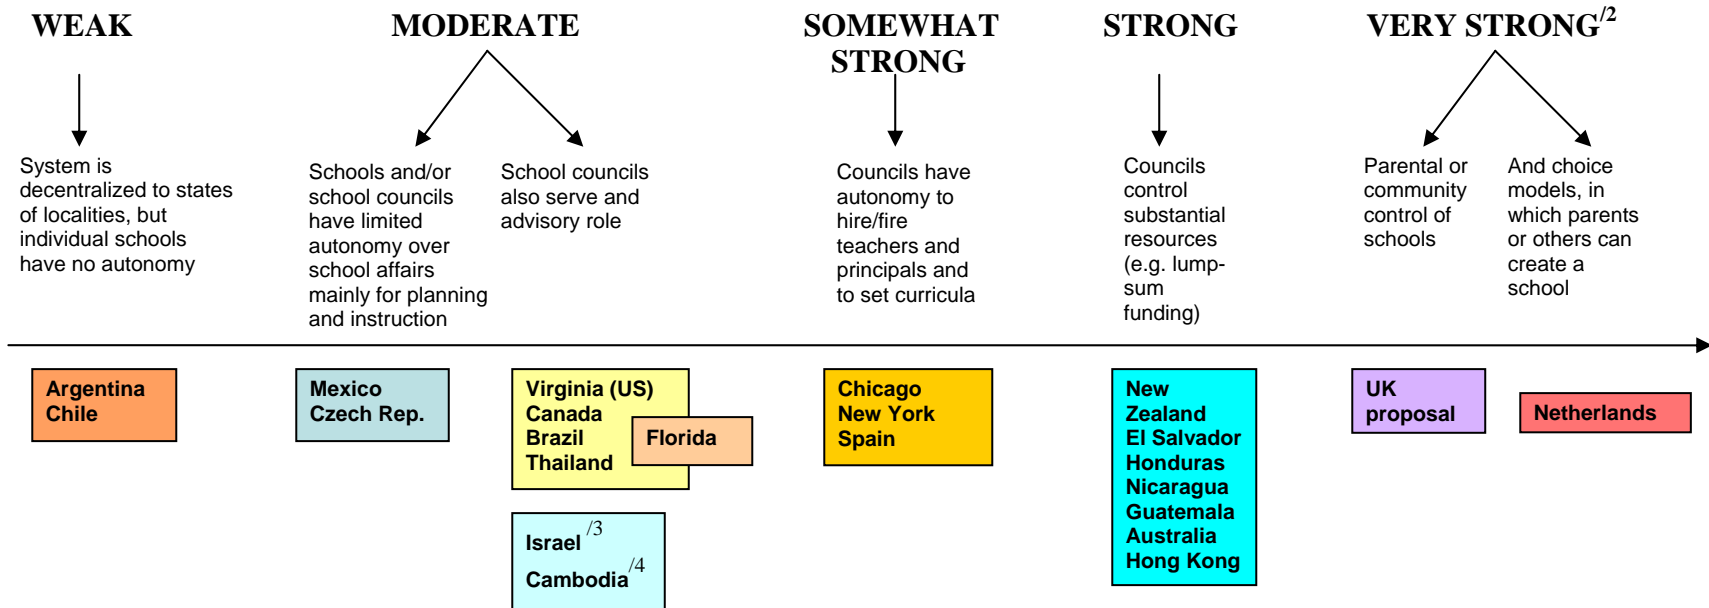 WEAK
MODERATE
SOMEWHAT
STRONG
STRONG
VERY STRONG/2
System is
decentralized to states
of localities, but
individual schools
have no autonomy
Schools and/or
school councils
have limited
autonomy over
school affairs
mainly for planning
and instruction
School councils
also serve and
advisory role
Councils have
autonomy to
hire/fire
teachers and
principals and
to set curricula
Councils
control
substantial
resources
(e.g. lump-
sum
funding)
Parental or
community
control of
schools
And choice
models, in
which parents
or others can
create a
school
Argentina
Chile
Mexico
Czech Rep.
Virginia (US)
Canada
Brazil
Thailand
Florida
Israel /3
Cambodia/4
Chicago
New York
Spain
New
Zealand
El Salvador
Honduras
Nicaragua
Guatemala
Australia
Hong Kong
UK
proposal
Netherlands